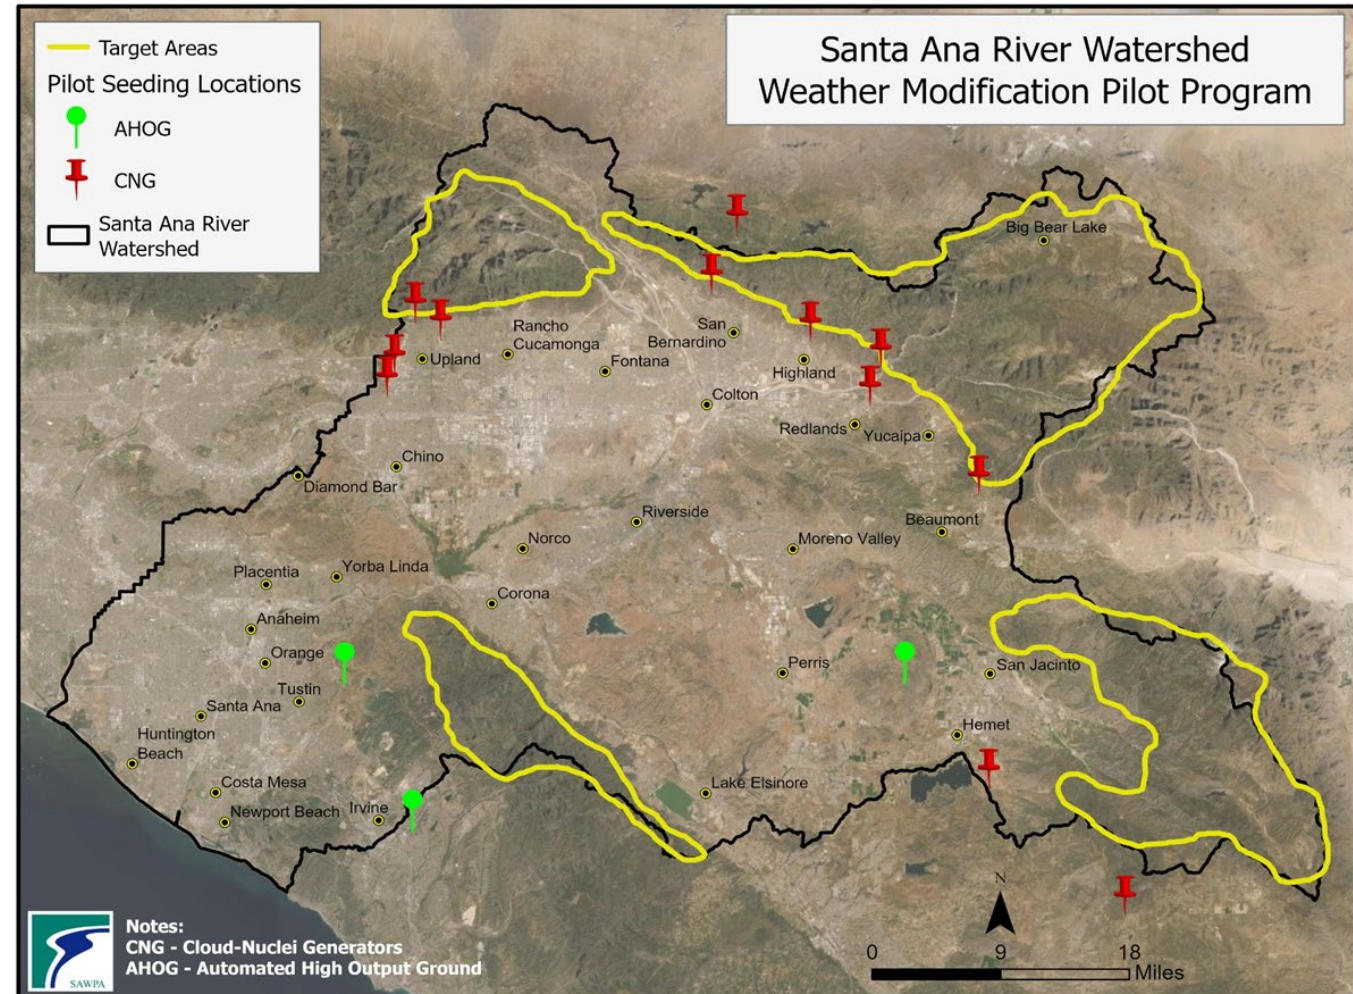 Santa Ana River Watershed
Weather Modification Pilot Program
Target Areas
Pilot Seeding Locations
AHOG
CNG
Santa Ana River
Watershed
Big Bear Lake
San
Bernardino
Rancho
Cucamonga
Upland
Fontana
Highland
Colton
Redlands
Yucaipa
Chino
Diamond Bar
Riverside
Beaumont
Norco
Moreno Valley
Placentia
Yorba Linda
Corona
Anaheim
Orange
Perris
San Jacinto
Tustin
Santa Ana
Huntington
Beach
Hemet
Costa Mesa
Lake Elsinore
Newport Beach
Irvine
N
0
9
18
Miles
SAWPA
Notes:
CNG - Cloud-Nuclei Generators
AHOG - Automated High Output Ground